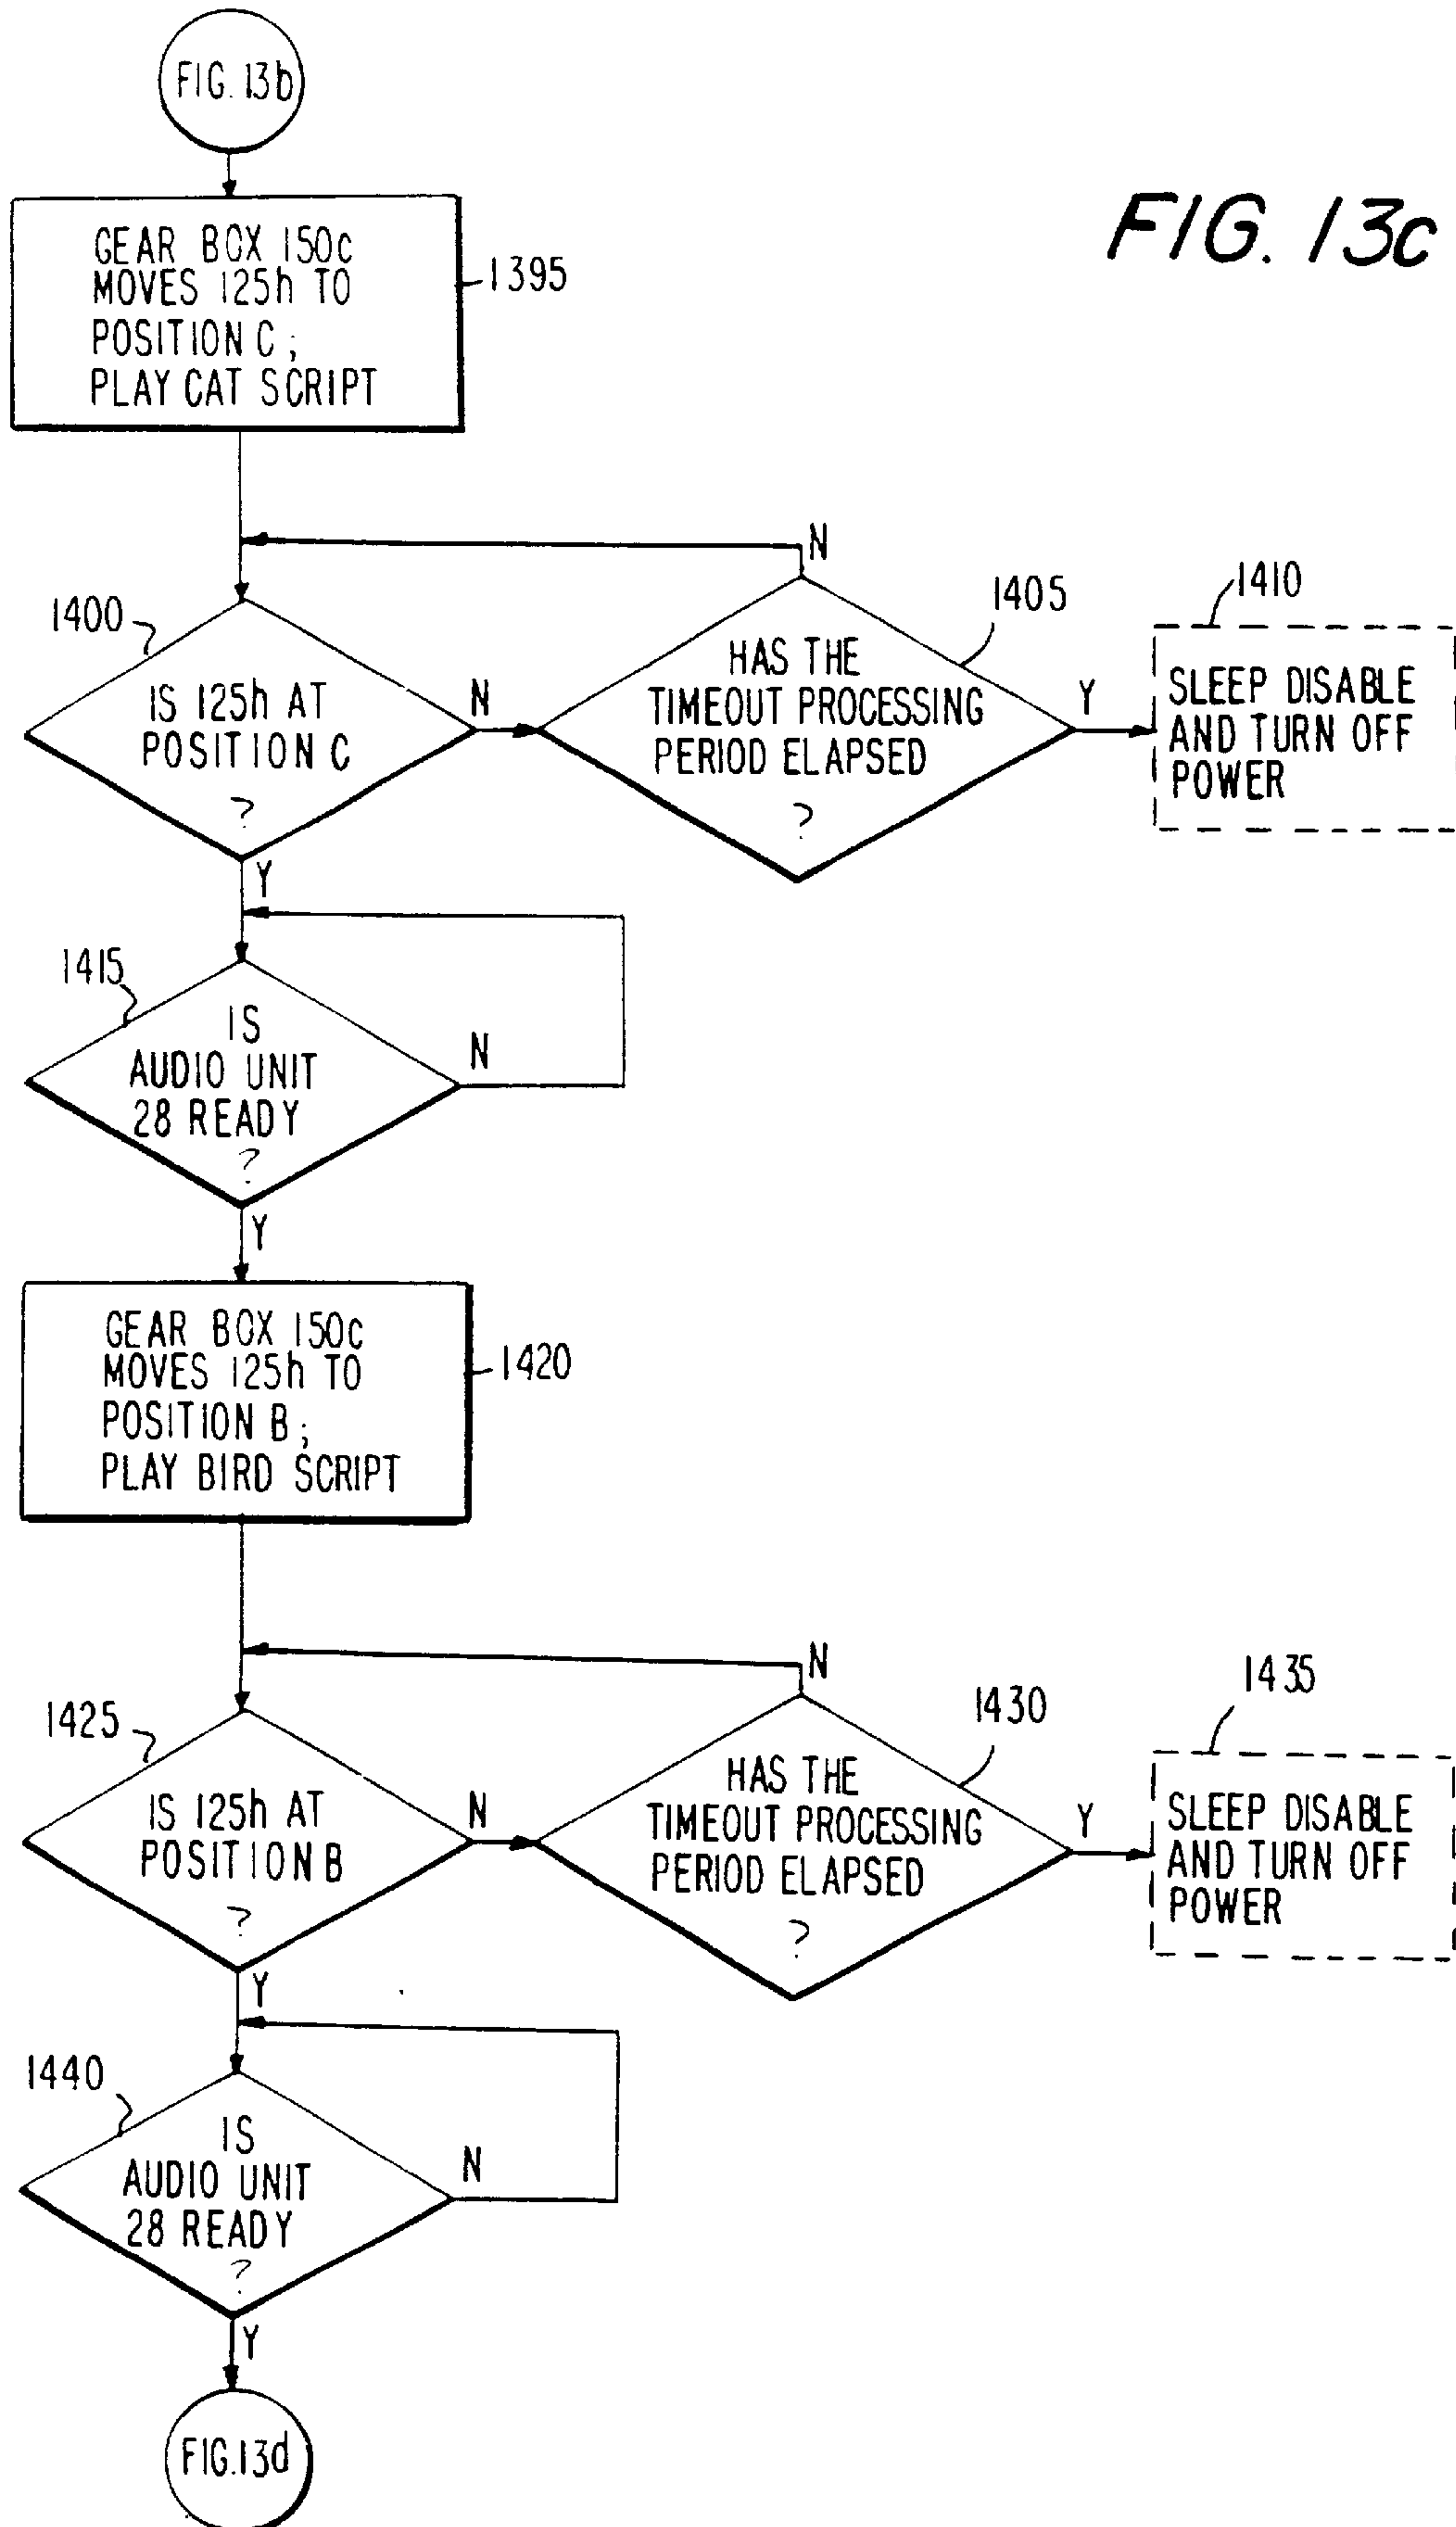 FIG. 13b
FIG. 13c
GEAR BOX 150c
MOVES 125h TO
POSITION C ;
PLAY CAT SCRIPT
1395
N
1400
IS 125h AT
POSITION C
?
N
1405
HAS THE
TIMEOUT PROCESSING
PERIOD ELAPSED
?
Y
1410
SLEEP DISABLE
AND TURN OFF
POWER
Y
1415
IS
AUDIO UNIT
28 READY
?
N
Y
GEAR BOX 150c
MOVES 125h TO
POSITION B ;
PLAY BIRD SCRIPT
1420
N
1425
IS 125h AT
POSITION B
?
N
1430
HAS THE
TIMEOUT PROCESSING
PERIOD ELAPSED
?
Y
1435
SLEEP DISABLE
AND TURN OFF
POWER
Y
1440
IS
AUDIO UNIT
28 READY
?
N
Y
FIG.13d